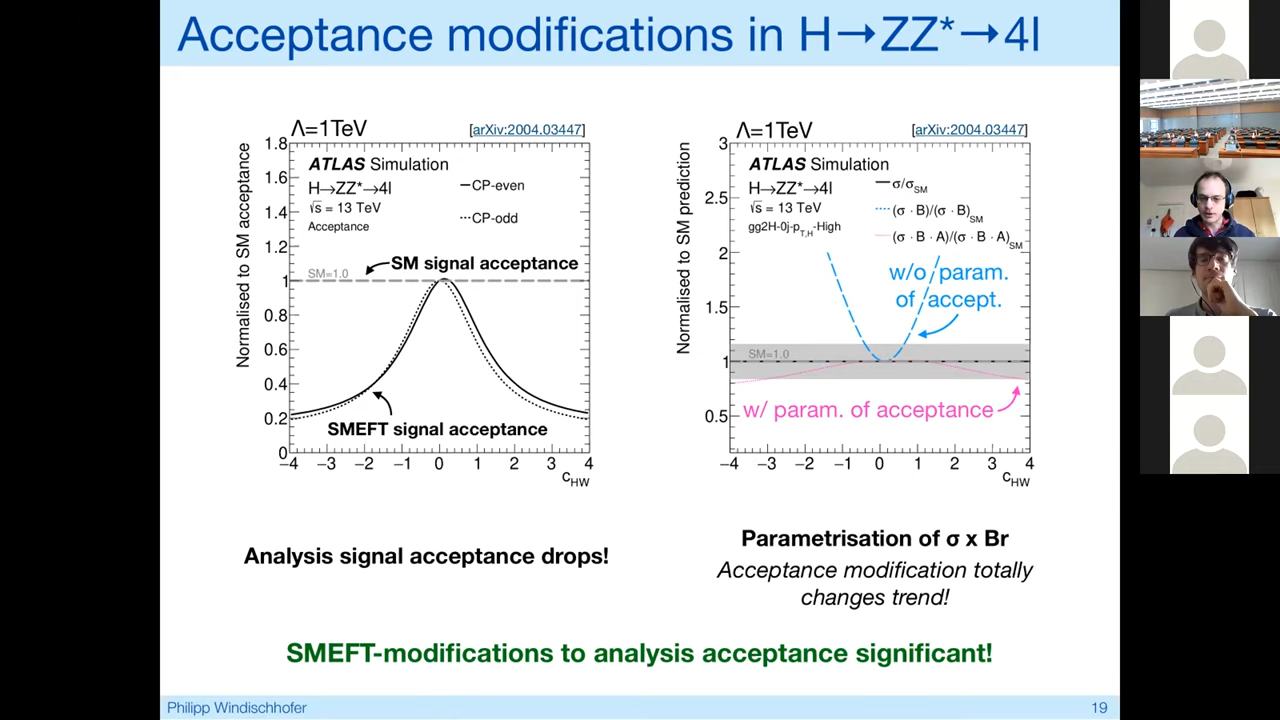 Acceptance modifications in H→ZZ*→4l
Λ=1TeV
[arXiv:2004.03447]
Normalised to SM acceptance
1.8
1.6
1.4
1.2
1
0.8
0.6
0.4
0.2
0
ATLAS Simulation
H→ZZ*→4l
√s = 13 TeV
Acceptance
CP-even
CP-odd
SM=1.0
SM signal acceptance
SMEFT signal acceptance
−4 −3 −2 −1 0 1 2 3 4
c_HW
Analysis signal acceptance drops!
Λ=1TeV
[arXiv:2004.03447]
Normalised to SM prediction
3
2.5
2
1.5
1
0.5
ATLAS Simulation
H→ZZ*→4l
√s = 13 TeV
gg2H-0j-p_T,H-High
σ/σ_SM
(σ · B)/(σ · B)_SM
(σ · B · A)/(σ · B · A)_SM
w/o param.
of accept.
SM=1.0
w/ param. of acceptance
−4 −3 −2 −1 0 1 2 3 4
c_HW
Parametrisation of σ x Br
Acceptance modification totally
changes trend!
SMEFT-modifications to analysis acceptance significant!
Philipp Windischhofer
19